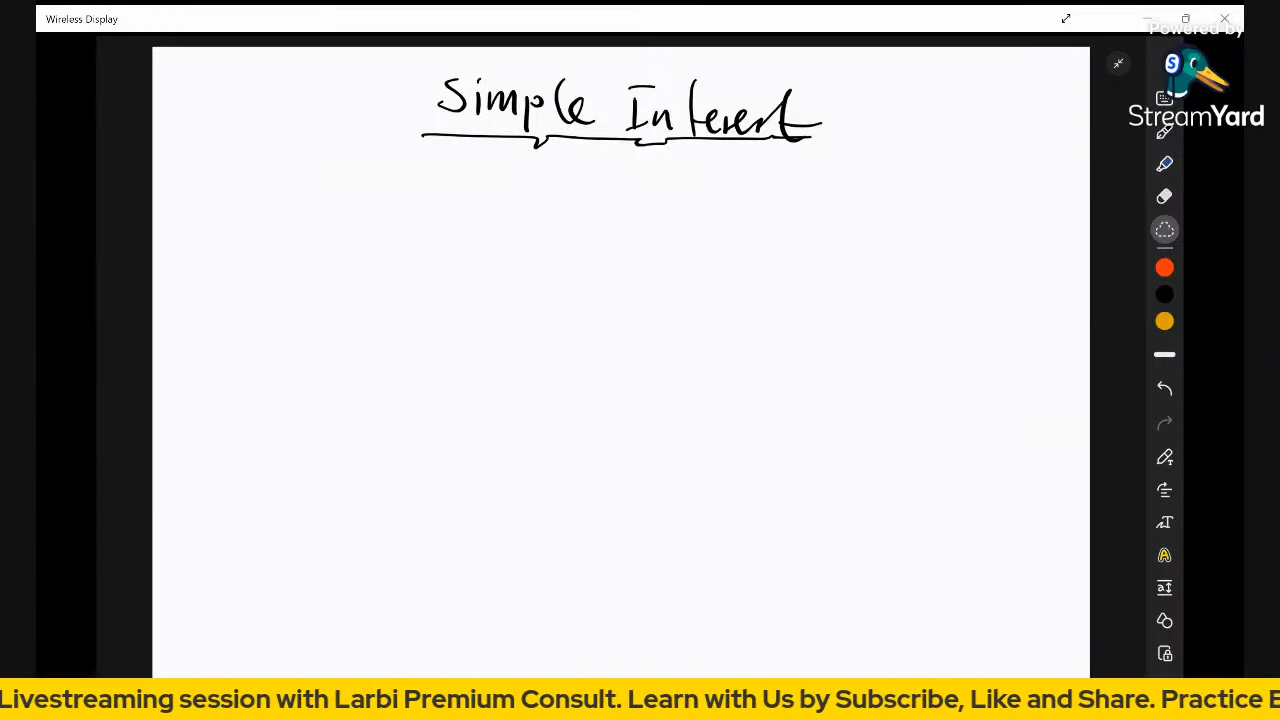 Wireless Display
Powered by
StreamYard
Simple Interest
Livestreaming session with Larbi Premium Consult. Learn with Us by Subscribe, Like and Share. Practice E